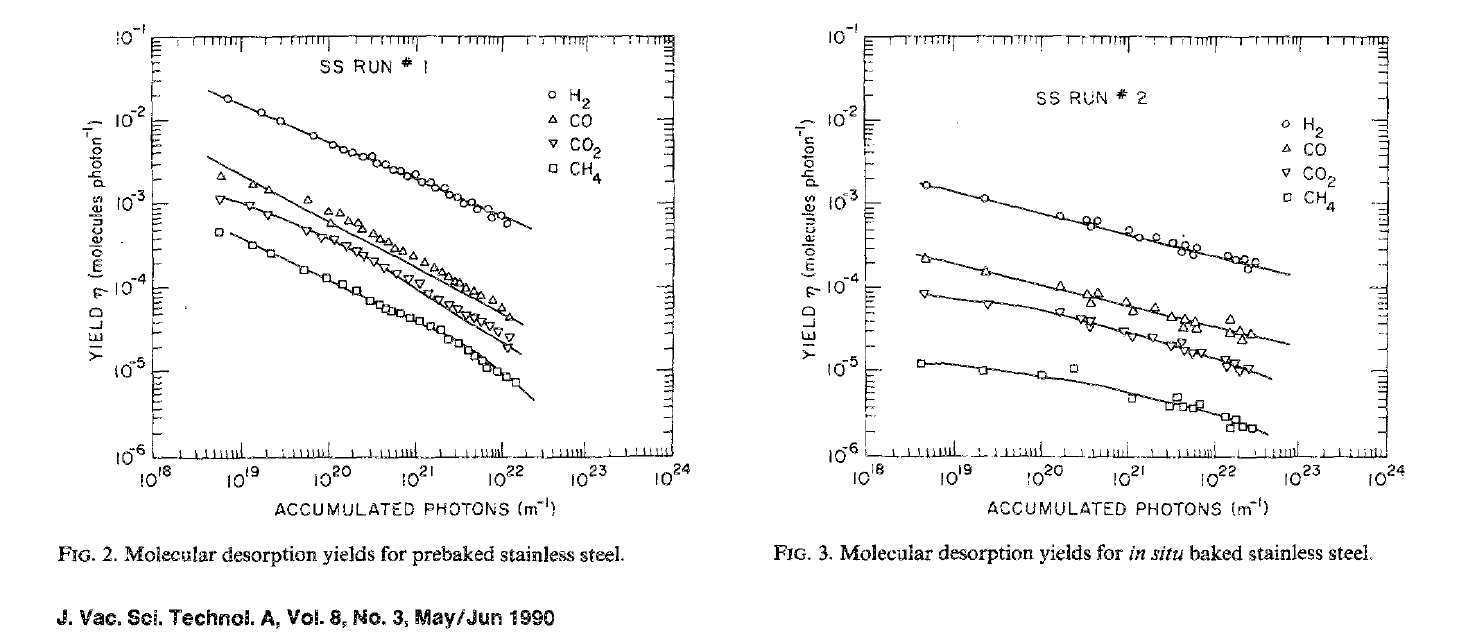 SS RUN # 1
○ H2
△ CO
▽ CO2
□ CH4
YIELD η (molecules photon⁻¹)
10⁻¹
10⁻²
10⁻³
10⁻⁴
10⁻⁵
10⁻⁶
10¹⁸ 10¹⁹ 10²⁰ 10²¹ 10²² 10²³ 10²⁴
ACCUMULATED PHOTONS (m⁻¹)
FIG. 2. Molecular desorption yields for prebaked stainless steel.
SS RUN # 2
○ H2
△ CO
▽ CO2
□ CH4
YIELD η (molecules photon⁻¹)
10⁻¹
10⁻²
10⁻³
10⁻⁴
10⁻⁵
10⁻⁶
10¹⁸ 10¹⁹ 10²⁰ 10²¹ 10²² 10²³ 10²⁴
ACCUMULATED PHOTONS (m⁻¹)
FIG. 3. Molecular desorption yields for in situ baked stainless steel.
J. Vac. Sci. Technol. A, Vol. 8, No. 3, May/Jun 1990